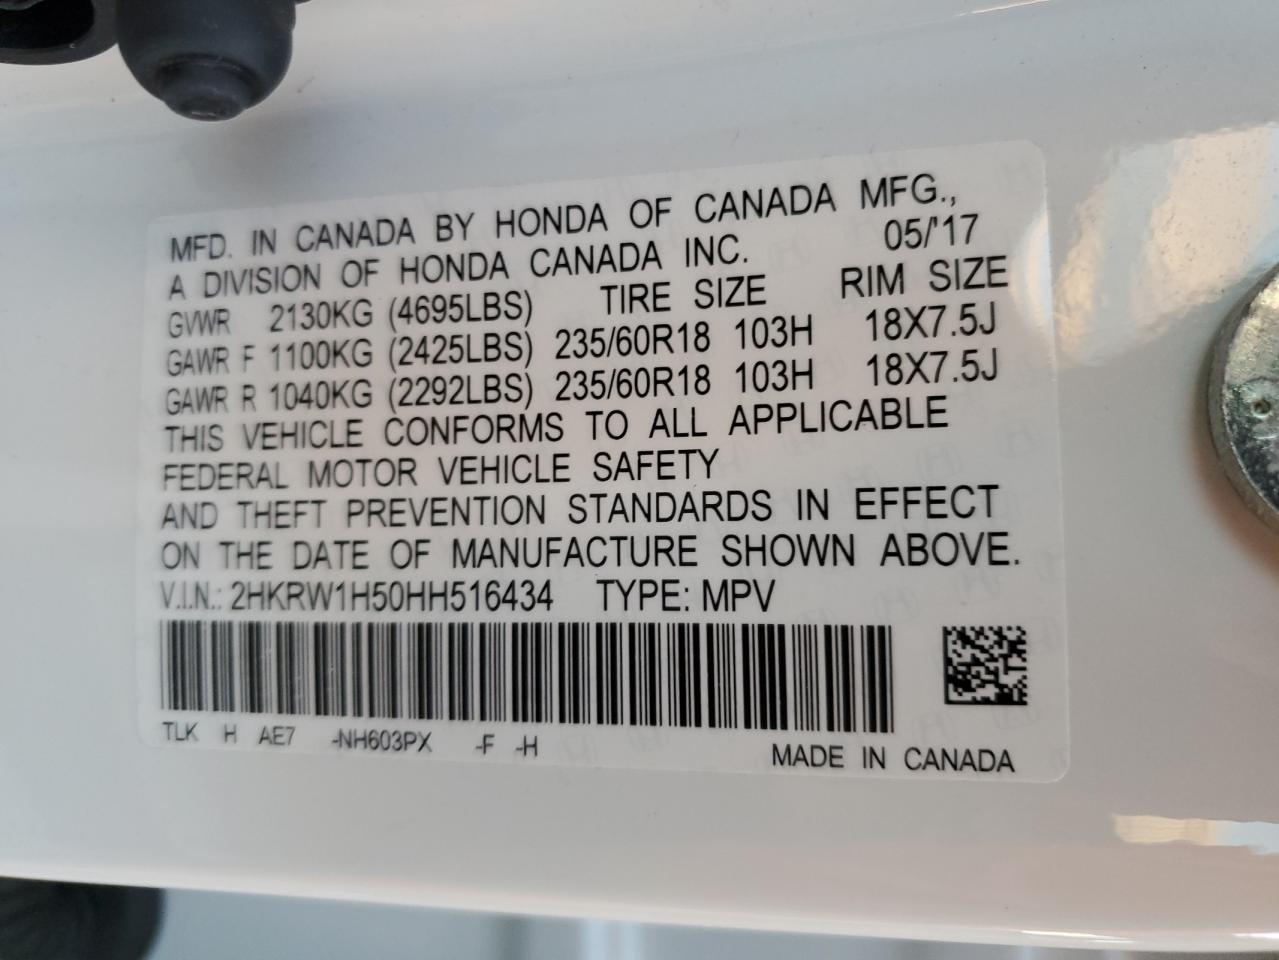 MFD. IN CANADA BY HONDA OF CANADA MFG.,
A DIVISION OF HONDA CANADA INC. 05/'17
GVWR 2130KG (4695LBS) TIRE SIZE RIM SIZE
GAWR F 1100KG (2425LBS) 235/60R18 103H 18X7.5J
GAWR R 1040KG (2292LBS) 235/60R18 103H 18X7.5J
THIS VEHICLE CONFORMS TO ALL APPLICABLE
FEDERAL MOTOR VEHICLE SAFETY
AND THEFT PREVENTION STANDARDS IN EFFECT
ON THE DATE OF MANUFACTURE SHOWN ABOVE.
V.I.N.: 2HKRW1H50HH516434 TYPE: MPV
TLK H AE7 -NH603PX -F -H
MADE IN CANADA